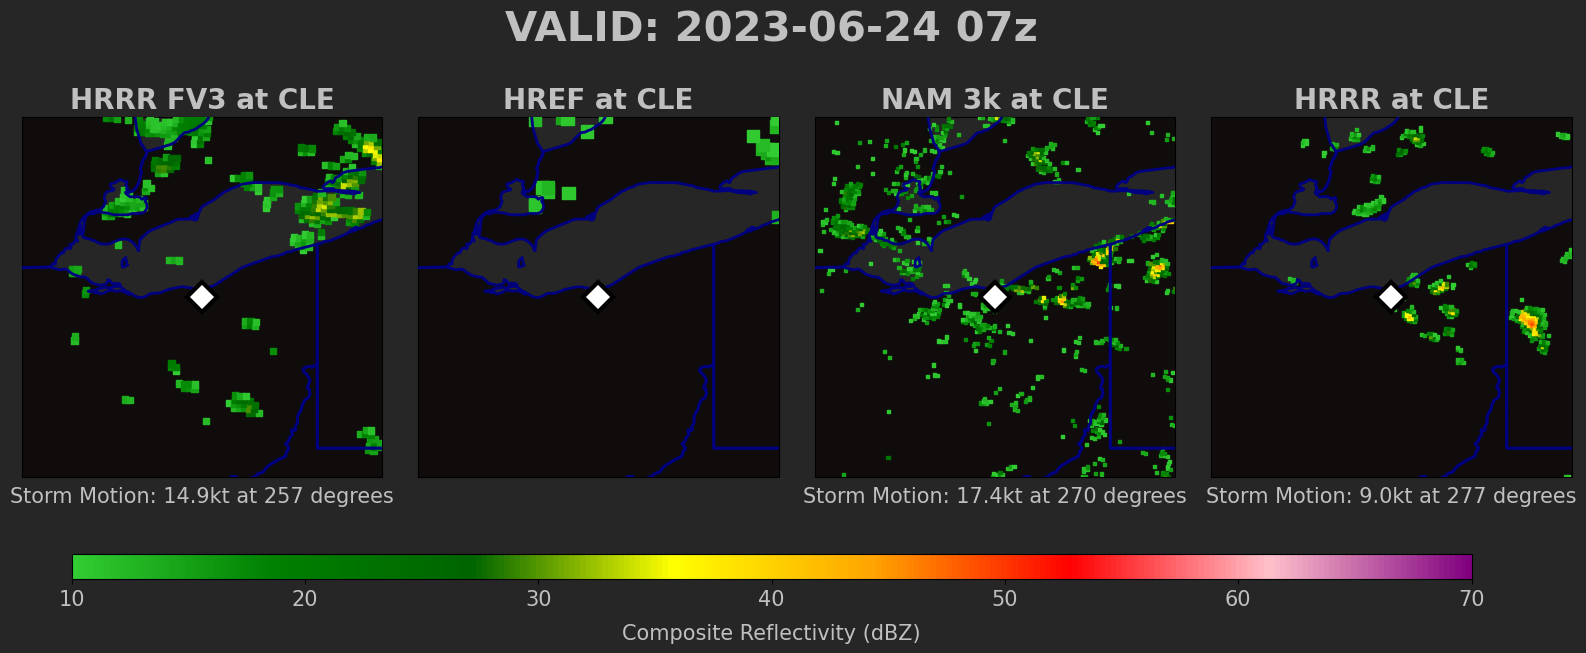 VALID: 2023-06-24 07z
HRRR FV3 at CLE
HREF at CLE
NAM 3k at CLE
HRRR at CLE
Storm Motion: 14.9kt at 257 degrees
Storm Motion: 17.4kt at 270 degrees
Storm Motion: 9.0kt at 277 degrees
10 20 30 40 50 60 70
Composite Reflectivity (dBZ)